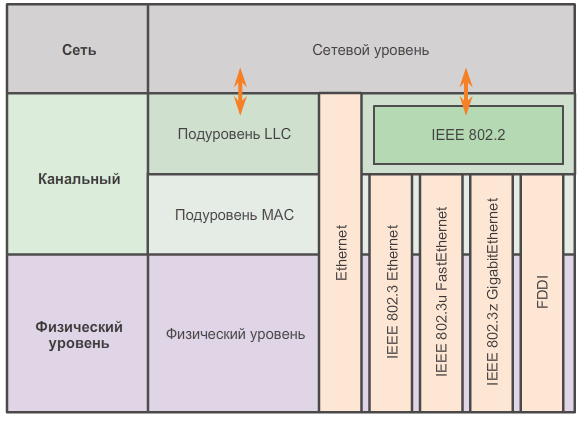 Сеть
Сетевой уровень
Канальный
Подуровень LLC
IEEE 802.2
Подуровень MAC
Физический
уровень
Физический уровень
Ethernet
IEEE 802.3 Ethernet
IEEE 802.3u FastEthernet
IEEE 802.3z GigabitEthernet
FDDI